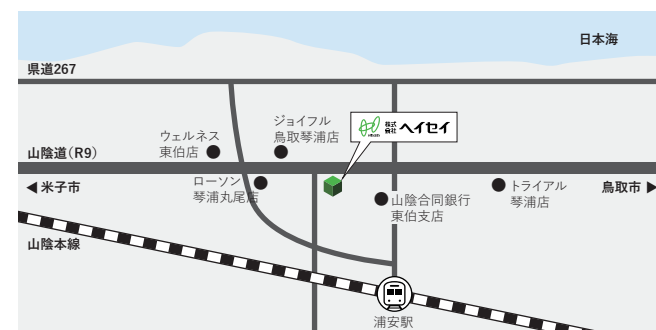 日本海
県道267
ジョイフル
鳥取琴浦店
株式
会社
ヘイセイ
ウェルネス
東伯店
山陰道（R9）
◀米子市
ローソン
琴浦丸尾店
山陰合同銀行
東伯支店
トライアル
琴浦店
鳥取市▶
山陰本線
浦安駅